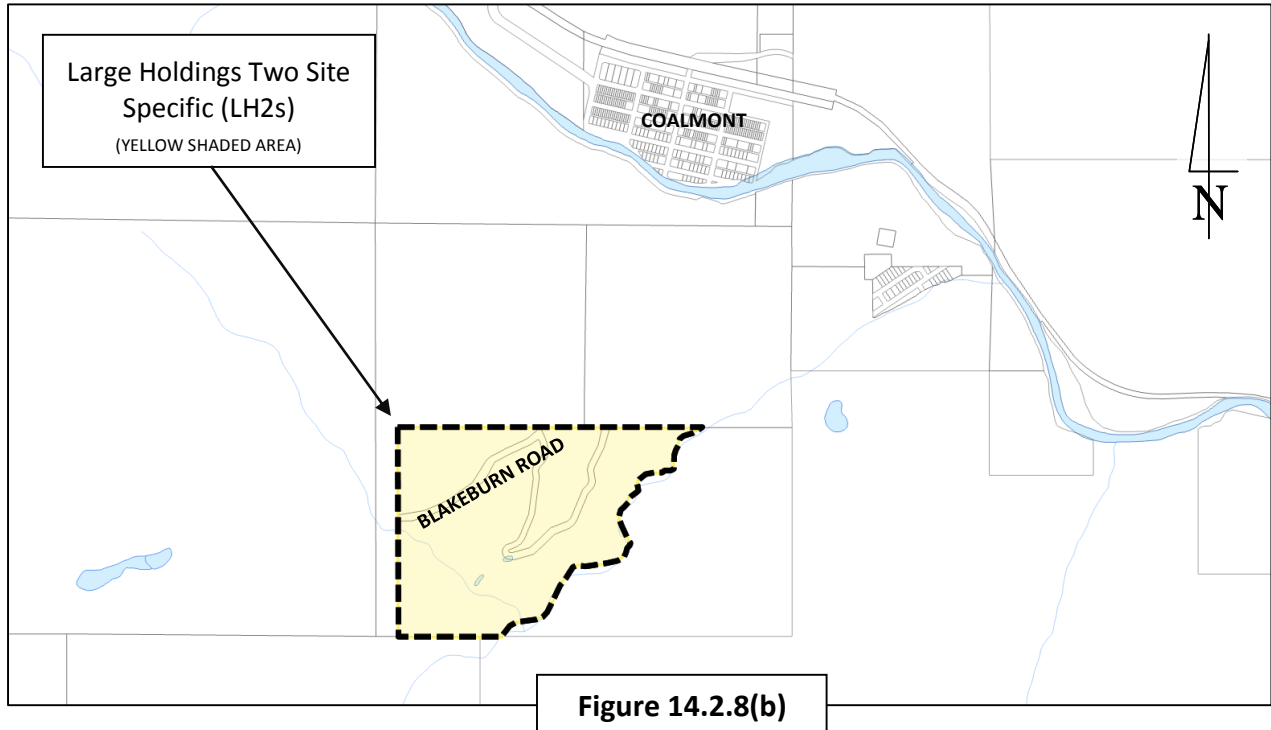 Large Holdings Two Site
Specific (LH2s)
(YELLOW SHADED AREA)
COALMONT
N
BLAKEBURN ROAD
Figure 14.2.8(b)